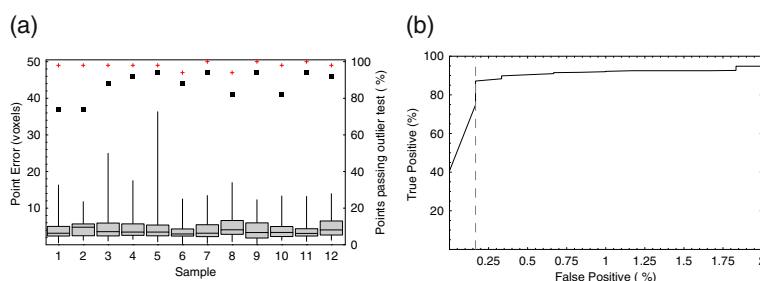 (a)
50
40
30
20
10
100
80
60
40
20
0
Point Error (voxels)
Points passing outlier test ( %)
1 2 3 4 5 6 7 8 9 10 11 12
Sample
(b)
100
80
60
40
20
True Positive (%)
0.25 0.5 0.75 1 1.25 1.5 1.75 2
False Positive ( %)